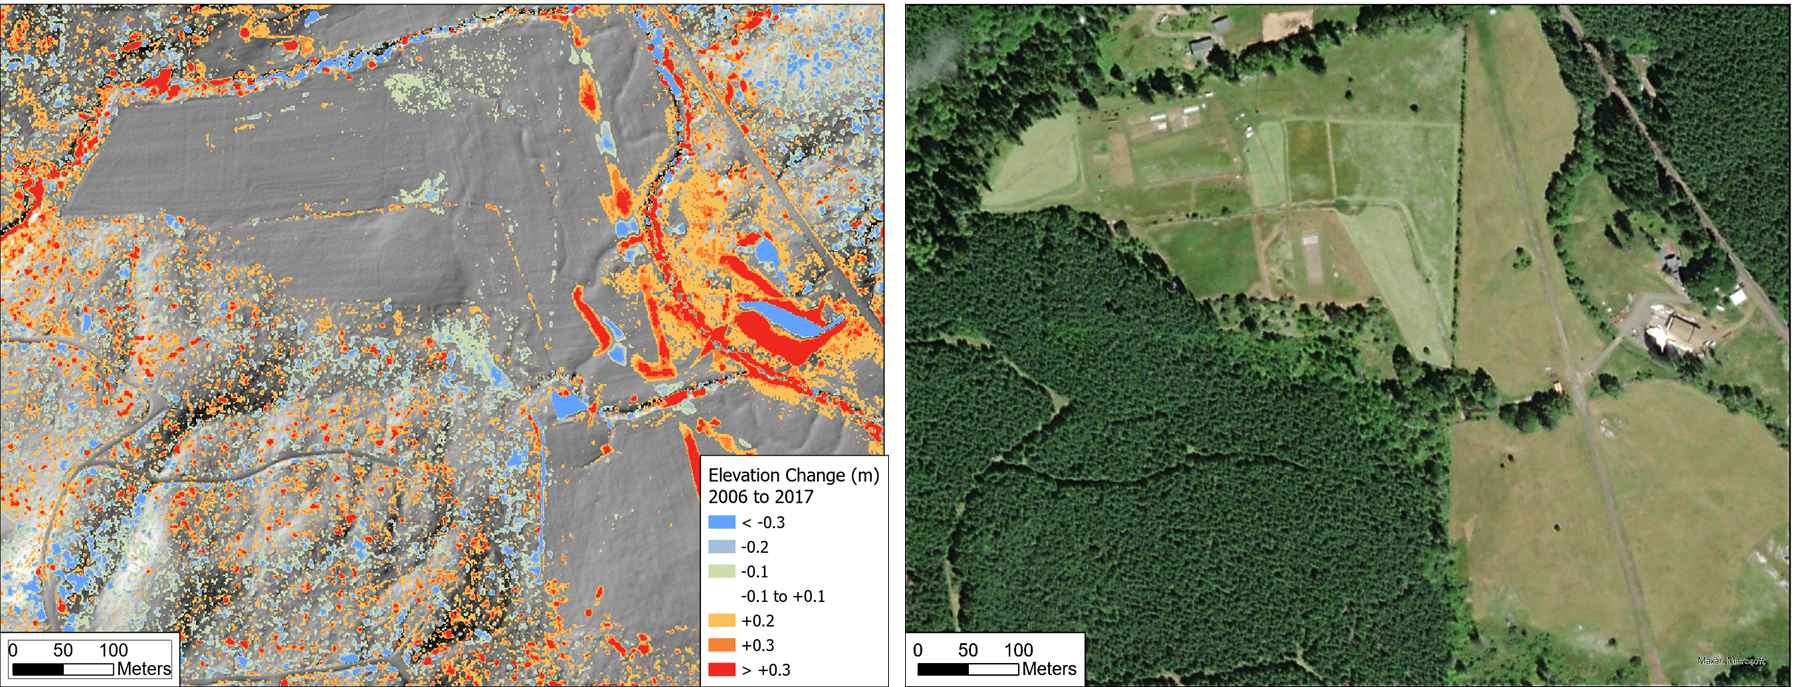 Elevation Change (m)
2006 to 2017
< -0.3
-0.2
-0.1
-0.1 to +0.1
+0.2
+0.3
> +0.3
0 50 100
Meters
0 50 100
Meters
Maxar, Microsoft